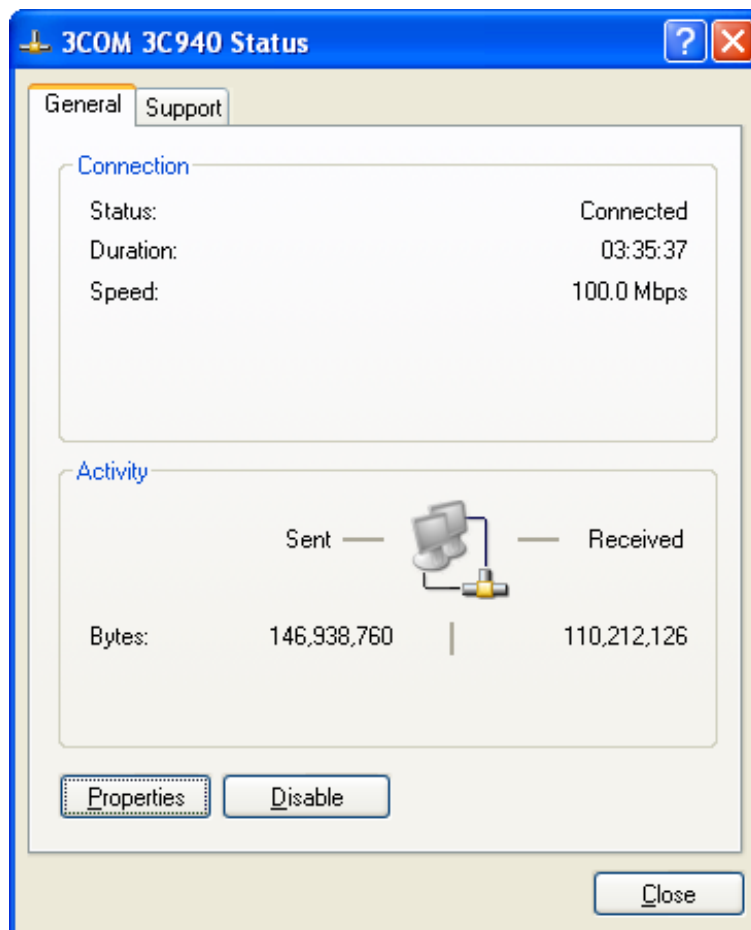 3COM 3C940 Status
General Support
Connection
Status: Connected
Duration: 03:35:37
Speed: 100.0 Mbps
Activity
Sent Received
Bytes: 146,938,760 110,212,126
Properties Disable
Close